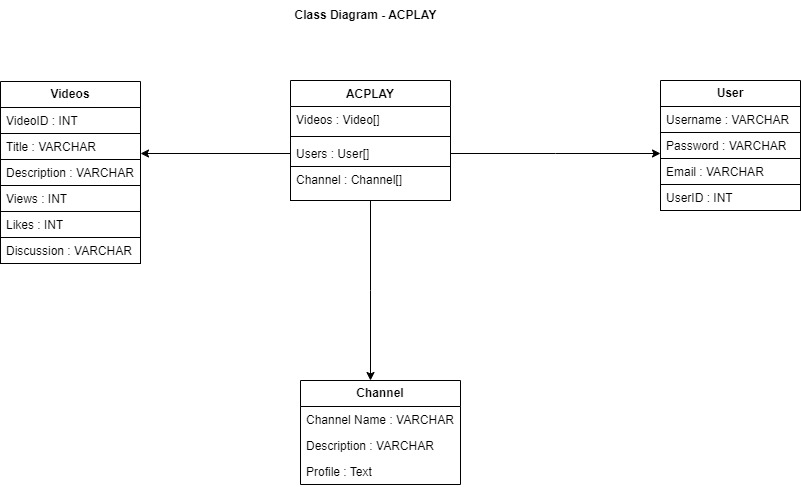 Class Diagram - ACPLAY
Videos
VideoID : INT
Title : VARCHAR
Description : VARCHAR
Views : INT
Likes : INT
Discussion : VARCHAR
ACPLAY
Videos : Video[]
Users : User[]
Channel : Channel[]
User
Username : VARCHAR
Password : VARCHAR
Email : VARCHAR
UserID : INT
Channel
Channel Name : VARCHAR
Description : VARCHAR
Profile : Text